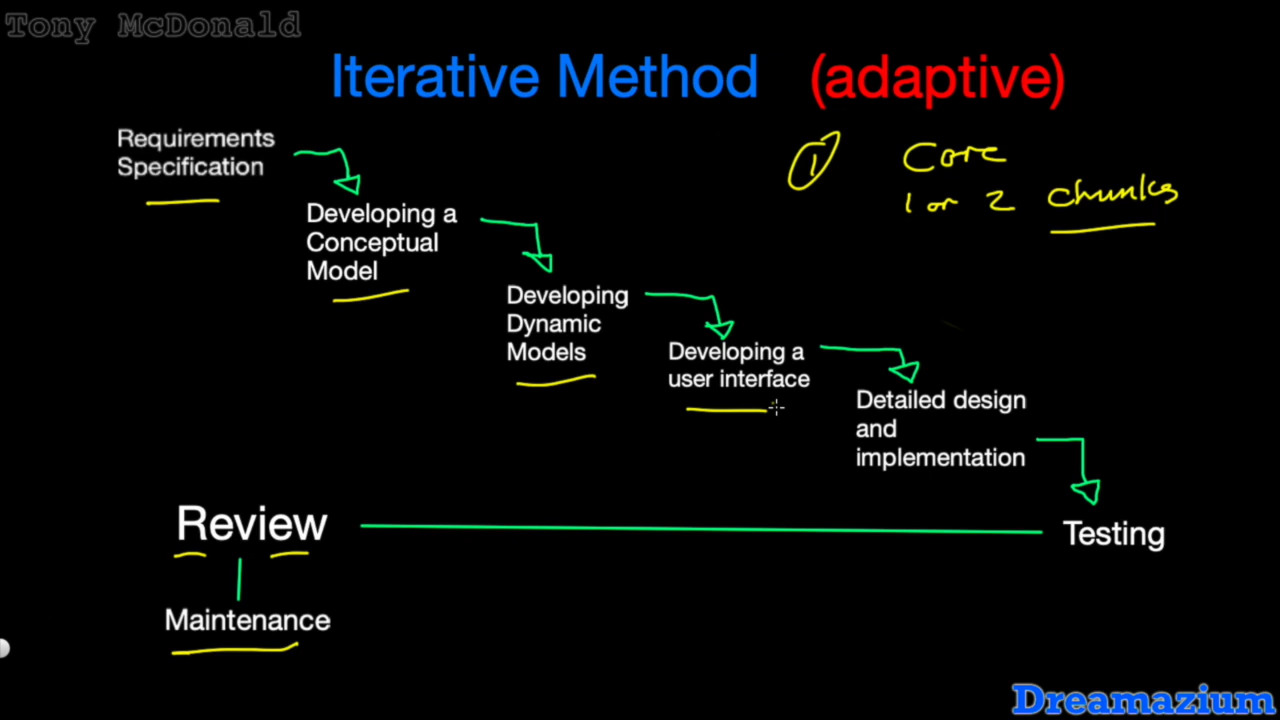 Tony McDonald
Iterative Method (adaptive)
Requirements
Specification
① Core
1 or 2 chunks
Developing a
Conceptual
Model
Developing
Dynamic
Models
Developing a
user interface
Detailed design
and
implementation
Review
Testing
Maintenance
Dreamazium